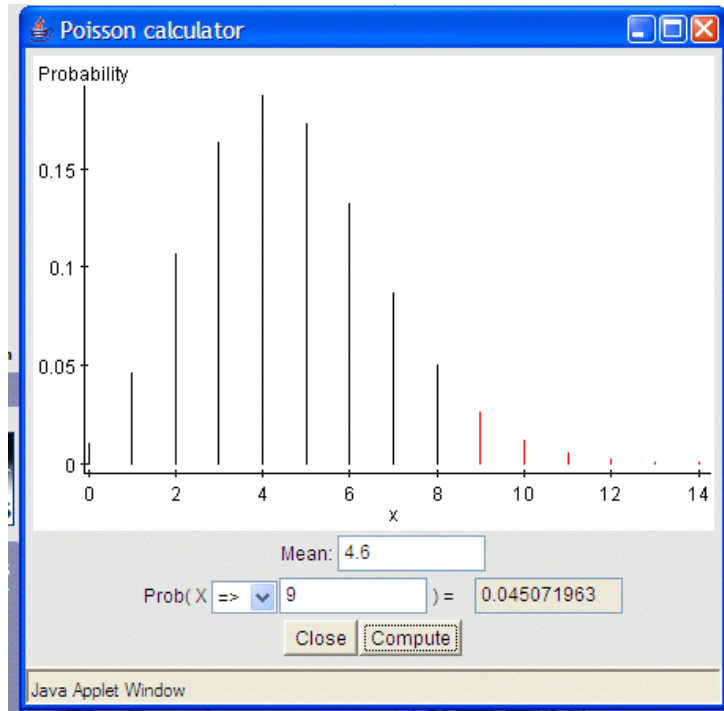 Poisson calculator
Probability
0.15
0.1
0.05
0
0 2 4 6 8 10 12 14
X
Mean: 4.6
Prob( X => 9 ) = 0.045071963
Close Compute
Java Applet Window